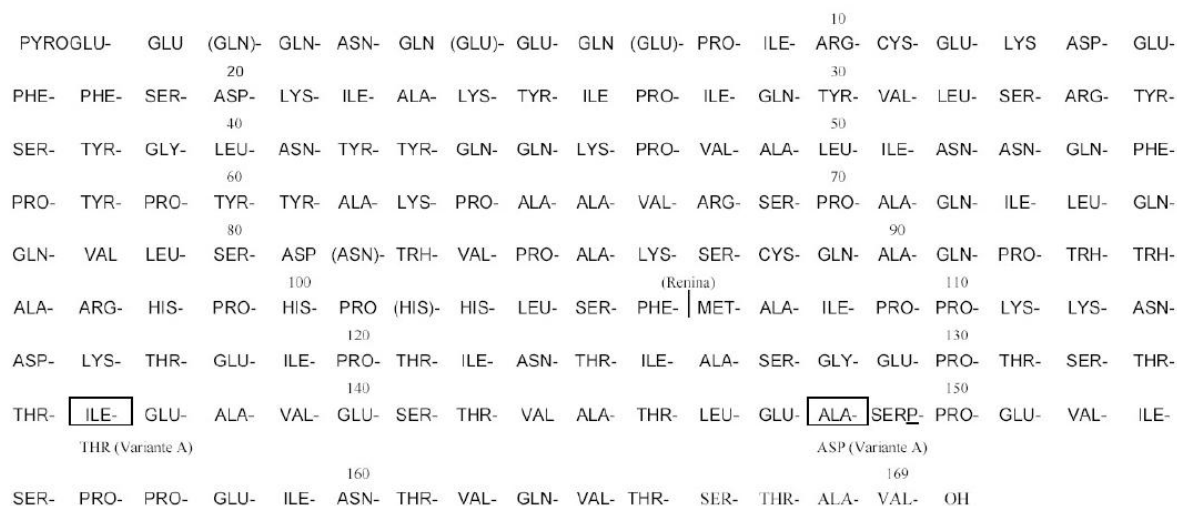 10
PYROGLU- GLU (GLN)- GLN- ASN- GLN (GLU)- GLU- GLN (GLU)- PRO- ILE- ARG- CYS- GLU- LYS ASP- GLU-
20 30
PHE- PHE- SER- ASP- LYS- ILE- ALA- LYS- TYR- ILE PRO- ILE- GLN- TYR- VAL- LEU- SER- ARG- TYR-
40 50
SER- TYR- GLY- LEU- ASN- TYR- TYR- GLN- GLN- LYS- PRO- VAL- ALA- LEU- ILE- ASN- ASN- GLN- PHE-
60 70
PRO- TYR- PRO- TYR- TYR- ALA- LYS- PRO- ALA- ALA- VAL- ARG- SER- PRO- ALA- GLN- ILE- LEU- GLN-
80 90
GLN- VAL LEU- SER- ASP (ASN)- TRH- VAL- PRO- ALA- LYS- SER- CYS- GLN- ALA- GLN- PRO- TRH- TRH-
100 (Renina) 110
ALA- ARG- HIS- PRO- HIS- PRO (HIS)- HIS- LEU- SER- PHE- MET- ALA- ILE- PRO- PRO- LYS- LYS- ASN-
120 130
ASP- LYS- THR- GLU- ILE- PRO- THR- ILE- ASN- THR- ILE- ALA- SER- GLY- GLU- PRO- THR- SER- THR-
140 150
THR- ILE- GLU- ALA- VAL- GLU- SER- THR- VAL ALA- THR- LEU- GLU- ALA- SERP- PRO- GLU- VAL- ILE-
THR (Variante A) ASP (Variante A)
160 169
SER- PRO- PRO- GLU- ILE- ASN- THR- VAL- GLN- VAL- THR- SER- THR- ALA- VAL- OH